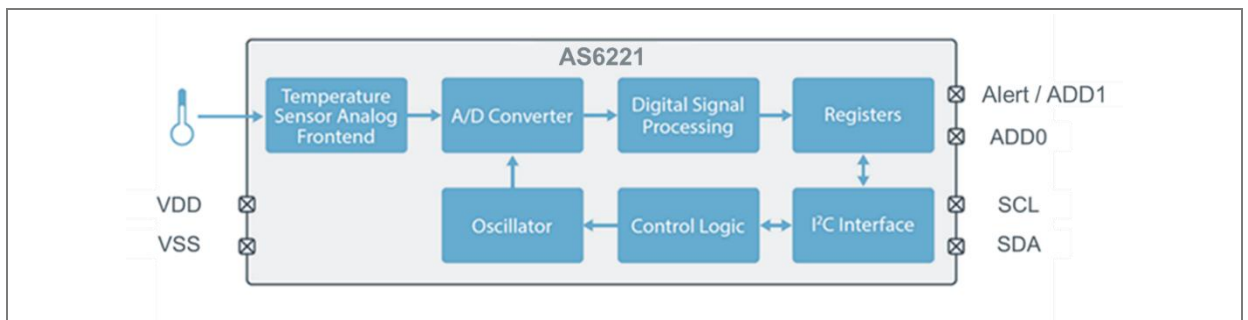 AS6221
Temperature
Sensor Analog
Frontend
A/D Converter
Digital Signal
Processing
Registers
Alert / ADD1
ADD0
VDD
VSS
Oscillator
Control Logic
I²C Interface
SCL
SDA